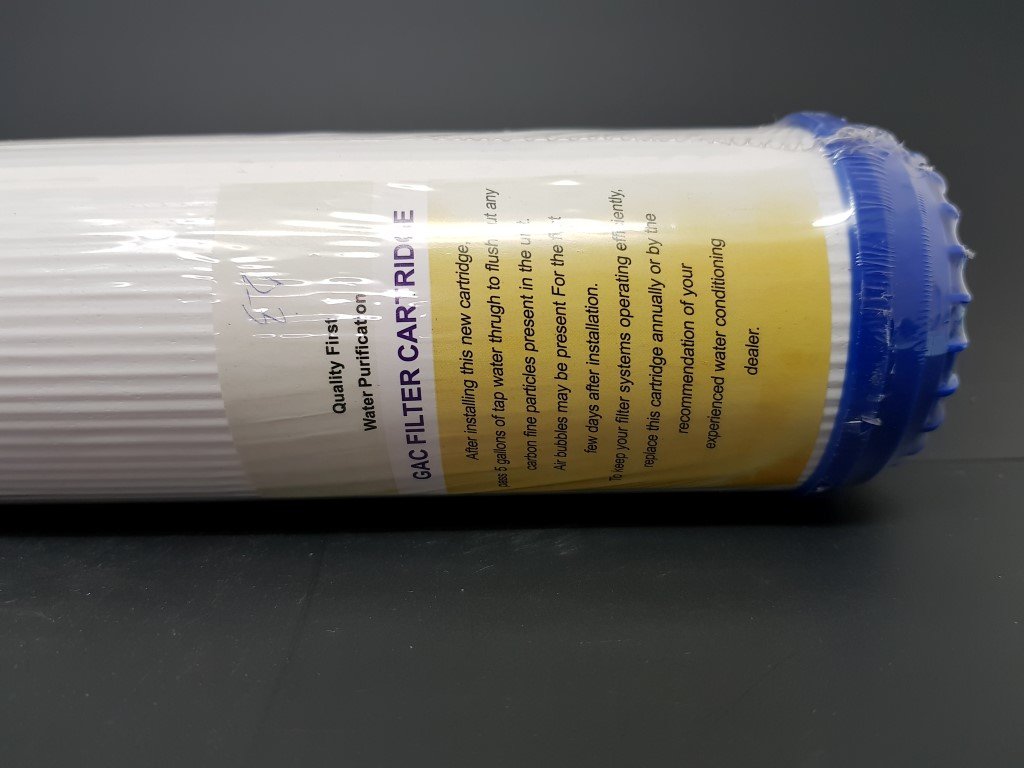 Quality First
Water Purification
GAC FILTER CARTRIDGE
After installing this new cartridge,
pass 5 gallons of tap water thrugh to flush out any
carbon fine particles present in the unit.
Air bubbles may be present For the first
few days after installation.
To keep your filter systems operating efficiently,
replace this cartridge annually or by the
recommendation of your
experienced water conditioning
dealer.